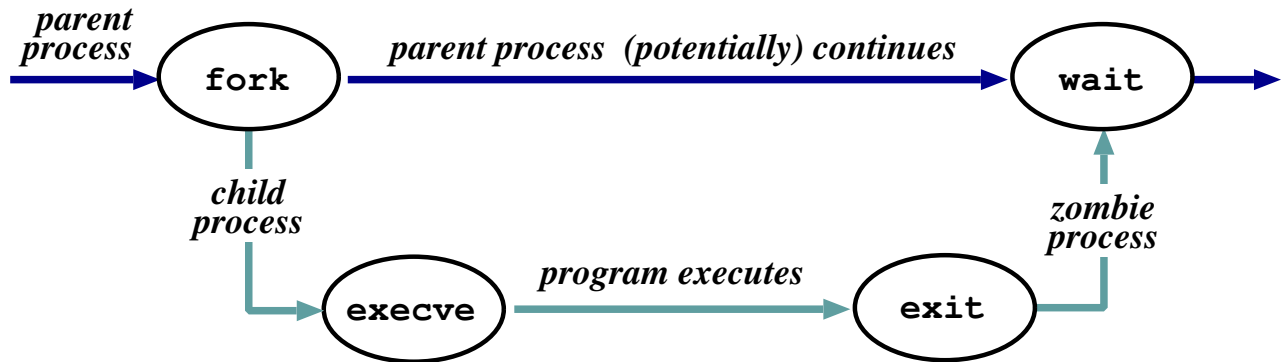 parent
process
fork
parent process (potentially) continues
wait
child
process
zombie
process
execve
program executes
exit